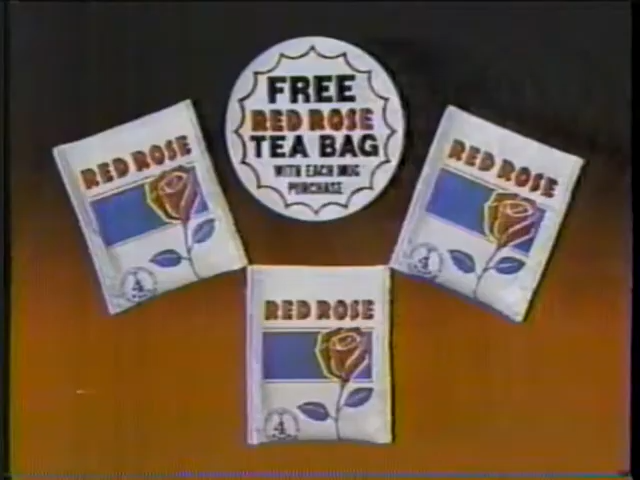 FREE
RED ROSE
TEA BAG
WITH EACH MUG
PURCHASE
RED ROSE
RED ROSE
RED ROSE